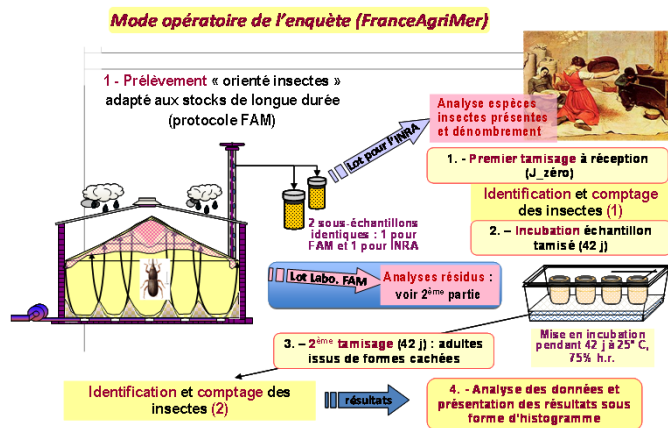 Mode opératoire de l'enquète (FranceAgriMer)
1 - Prélèvement « orienté insectes »
adapté aux stocks de longue durée
(protocole FAM)
Lot pour l'INRA
Analyse espèces
insectes présentes
et dénombrement
1. - Premier tamisage à réception
(J_zéro)
Identification et comptage
des insectes (1)
2. – Incubation échantillon
tamisé (42 j)
2 sous-échantillons
identiques : 1 pour
FAM et 1 pour INRA
Lot Labo. FAM
Analyses résidus :
voir 2ème partie
Mise en incubation
pendant 42 j à 25° C,
75% h.r.
3. – 2ème tamisage (42 j) : adultes
issus de formes cachées
Identification et comptage des
insectes (2)
résultats
4. - Analyse des données et
présentation des résultats sous
forme d'histogramme